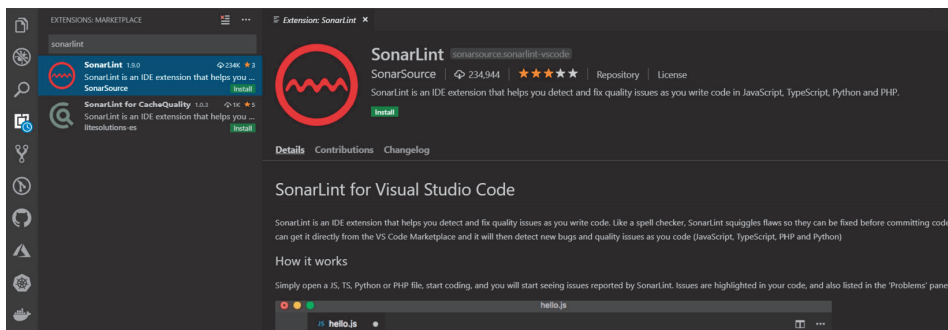 EXTENSIONS: MARKETPLACE
sonarlint
SonarLint 1.9.0 234K ★3
SonarLint is an IDE extension that helps you ...
SonarSource Install
SonarLint for CacheQuality 1.0.3 1K ★5
SonarLint is an IDE extension that helps you ...
litesolutions-es Install
Extension: SonarLint ×
SonarLint sonarsource.sonarlint-vscode
SonarSource | 234,944 | ★★★★★ | Repository | License
SonarLint is an IDE extension that helps you detect and fix quality issues as you write code in JavaScript, TypeScript, Python and PHP.
Install
Details Contributions Changelog
SonarLint for Visual Studio Code
SonarLint is an IDE extension that helps you detect and fix quality issues as you write code. Like a spell checker, SonarLint squiggles flaws so they can be fixed before committing code
can get it directly from the VS Code Marketplace and it will then detect new bugs and quality issues as you code (JavaScript, TypeScript, PHP and Python)
How it works
Simply open a JS, TS, Python or PHP file, start coding, and you will start seeing issues reported by SonarLint. Issues are highlighted in your code, and also listed in the 'Problems' pane
hello.js
JS hello.js ●